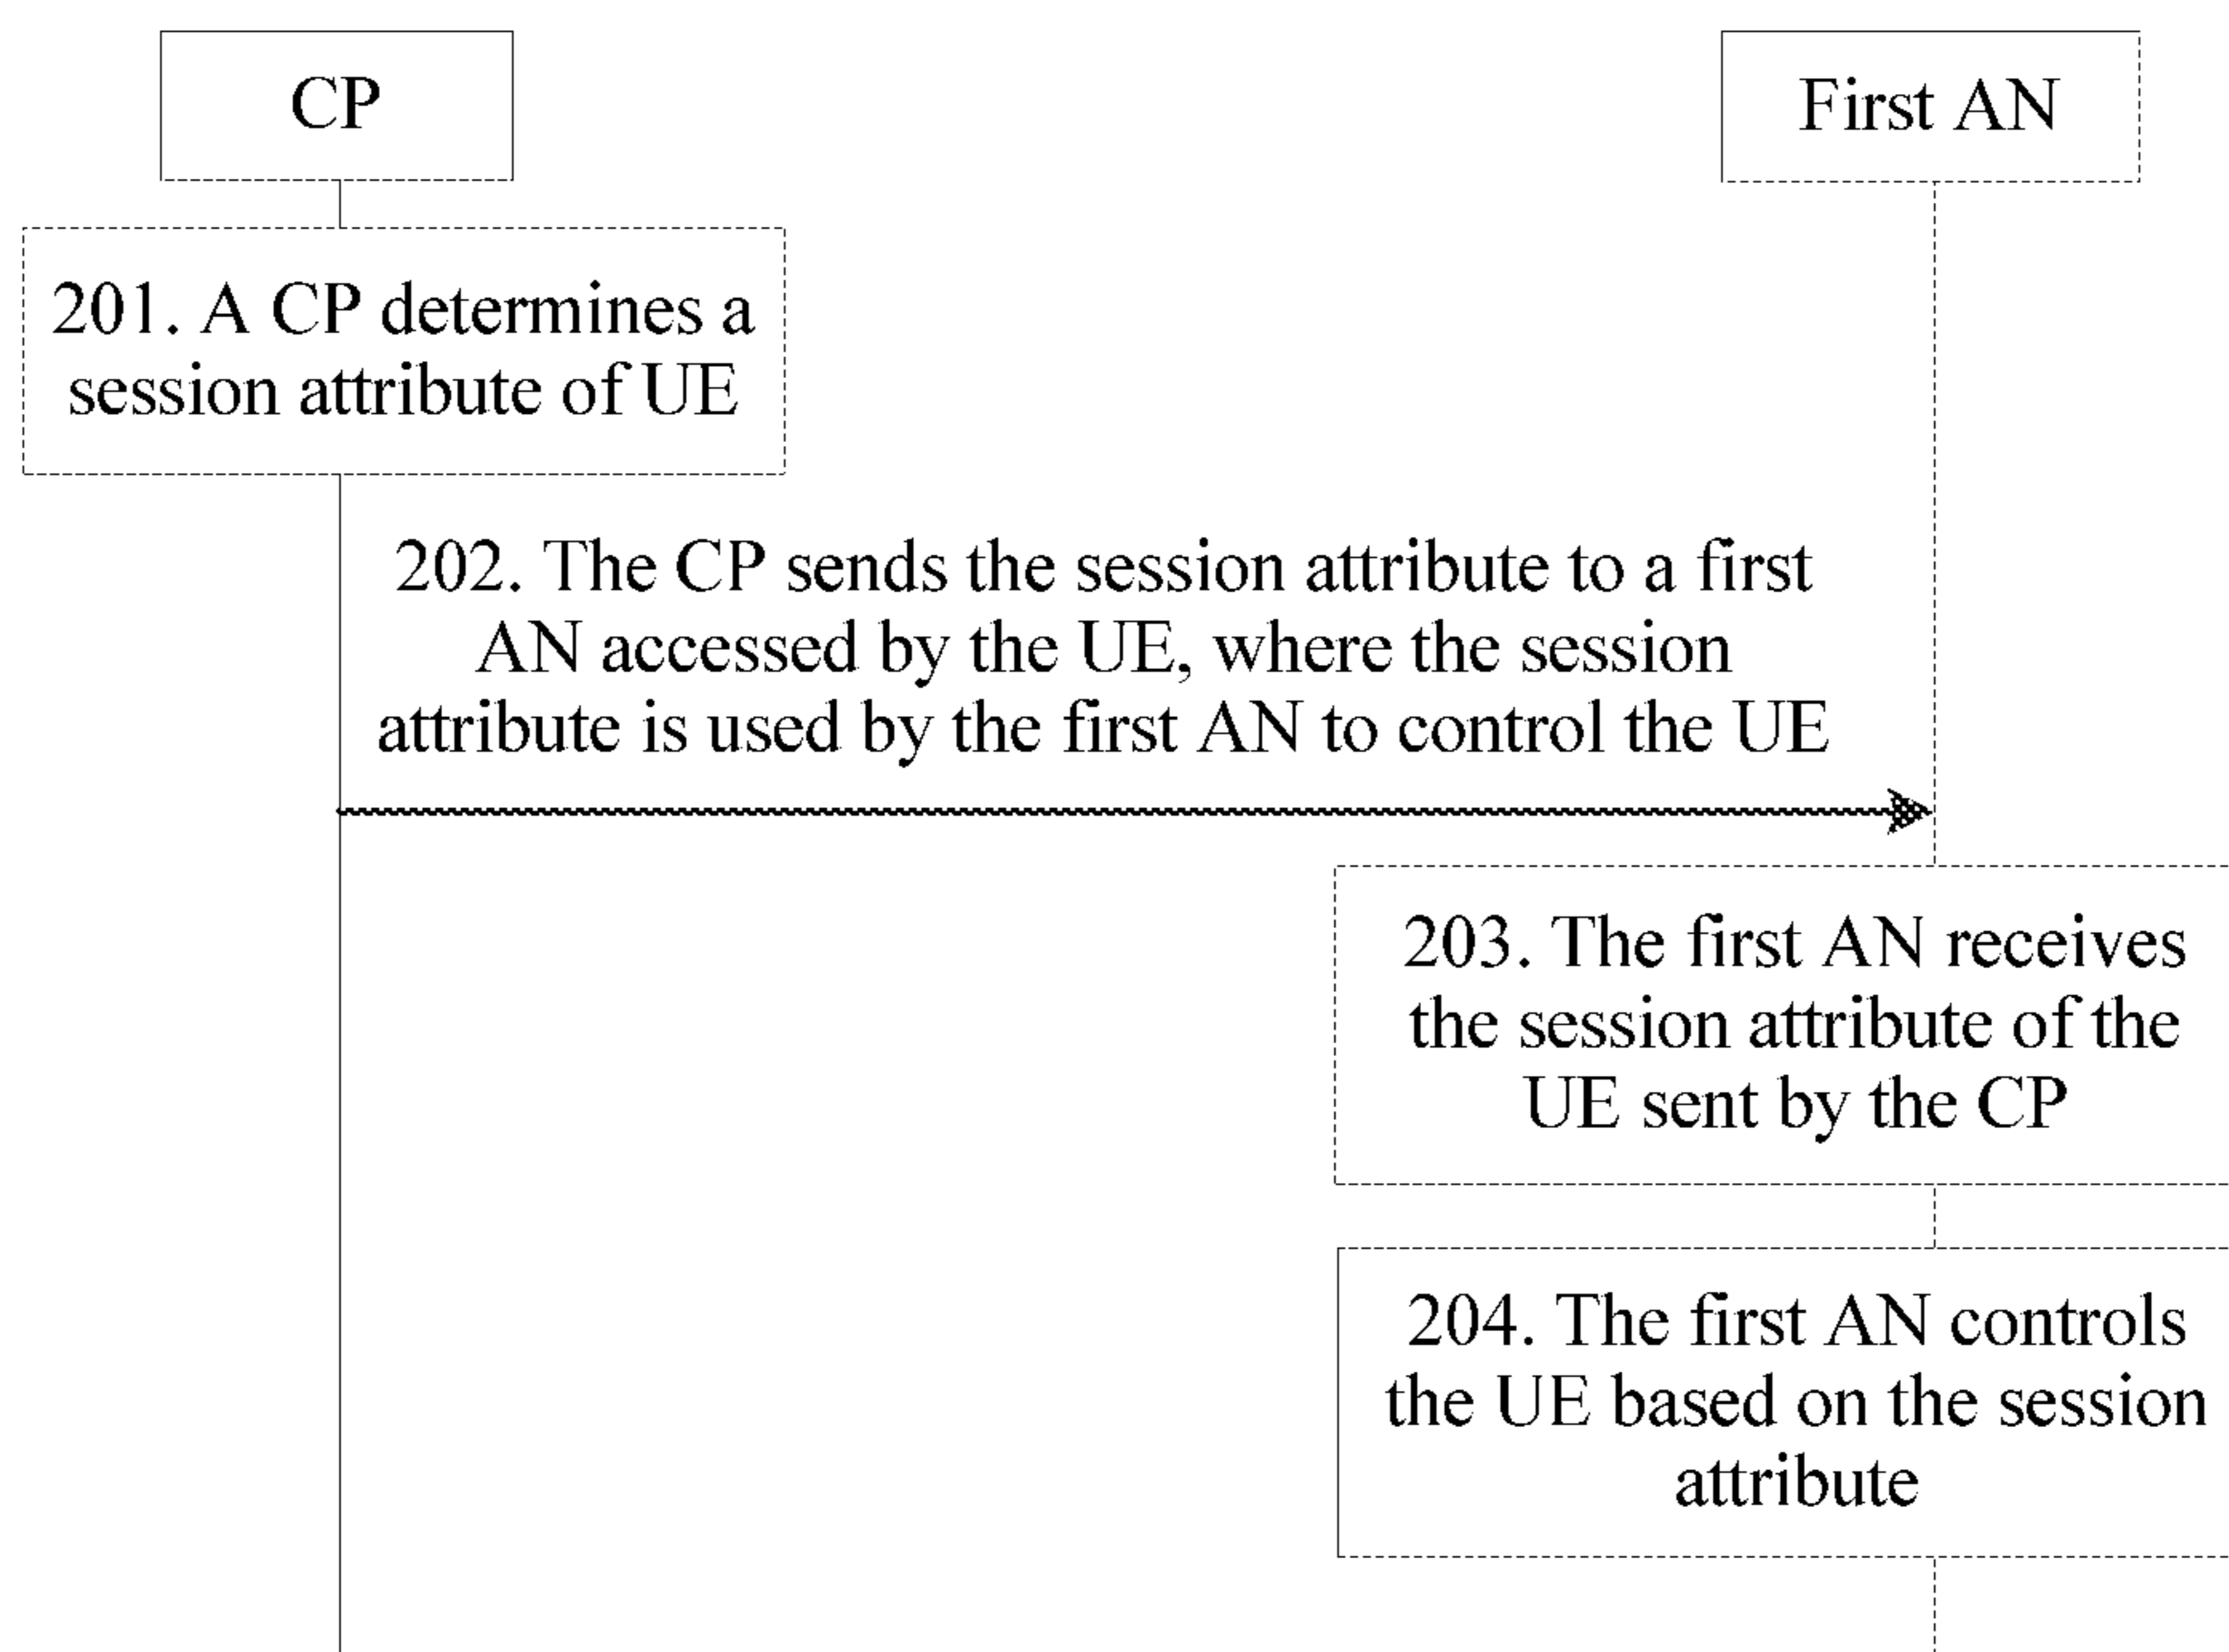 CP
First AN
201. A CP determines a
session attribute of UE
202. The CP sends the session attribute to a first
AN accessed by the UE, where the session
attribute is used by the first AN to control the UE
203. The first AN receives
the session attribute of the
UE sent by the CP
204. The first AN controls
the UE based on the session
attribute